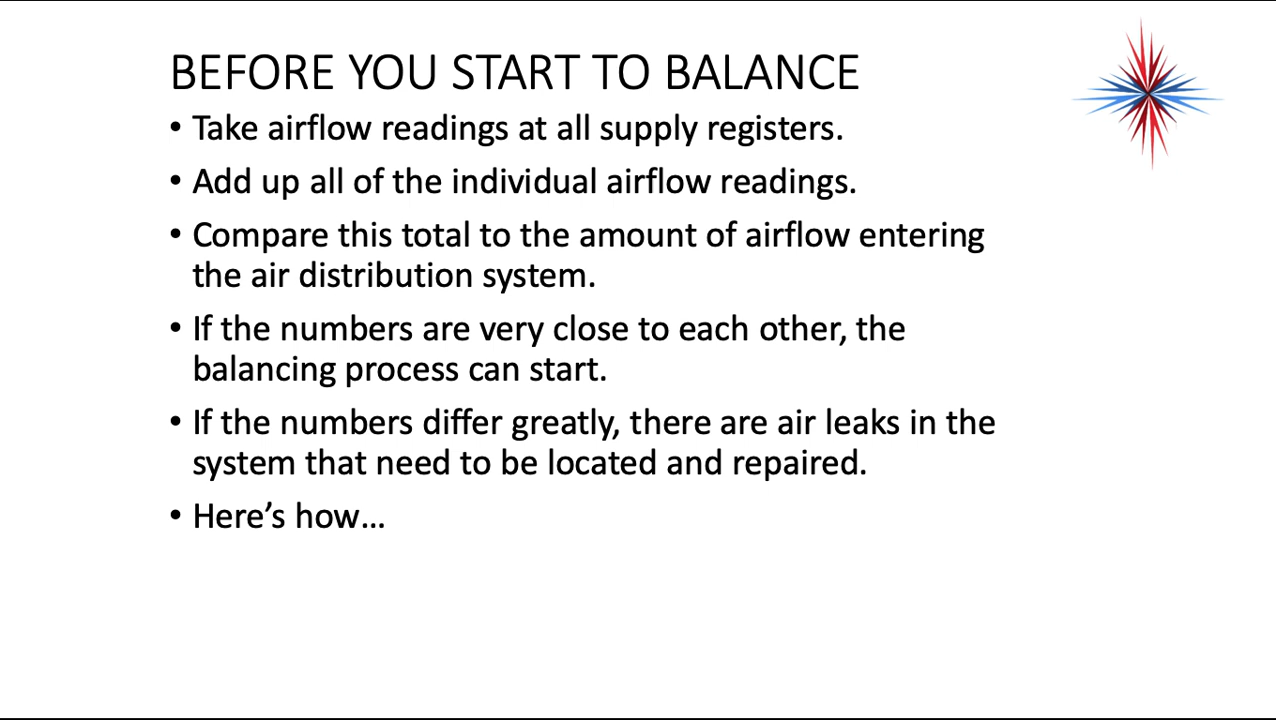 BEFORE YOU START TO BALANCE
• Take airflow readings at all supply registers.
• Add up all of the individual airflow readings.
• Compare this total to the amount of airflow entering
the air distribution system.
• If the numbers are very close to each other, the
balancing process can start.
• If the numbers differ greatly, there are air leaks in the
system that need to be located and repaired.
• Here’s how…